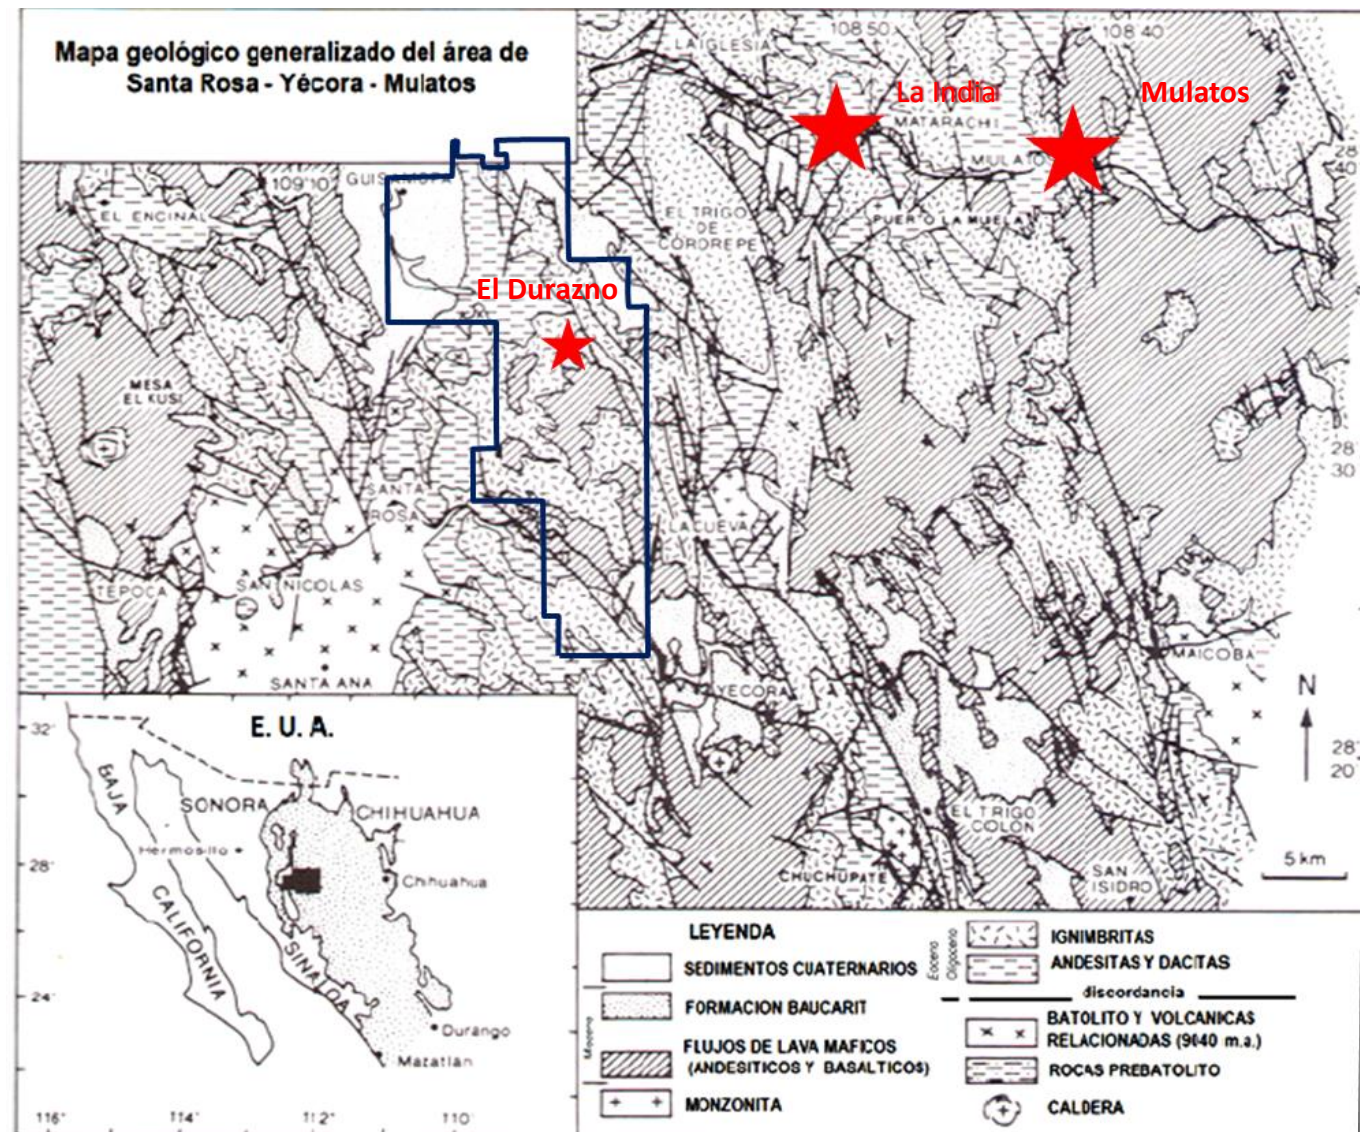 Mapa geológico generalizado del área de
Santa Rosa - Yécora - Mulatos
LA IGLESIA
108 50
108 40
La India
Mulatos
MATARACHI
MIULATOS
28°
40
109°10'
GUISAMOPA
EL ENCINAL
EL TRIGO
DE
CORDREPE
PUERTO LA MUELA
El Durazno
MESA
EL KUSI
28°
30
SANTA
ROSA
LA CUEVA
TEPOCA
SAN NICOLAS
MAICOBA
SANTA ANA
YECORA
N
28°
20'
EL TRIGO
COLON
5 km
CHUCHUPATE
SAN
ISIDRO
E. U. A.
32°
BAJA
SONORA
CHIHUAHUA
Hermosillo
28°
Chihuahua
CALIFORNIA
SINALOA
24°
Durango
Mazatlán
116°
114°
112°
110°
LEYENDA
SEDIMENTOS CUATERNARIOS
FORMACION BAUCARIT
Mioceno
FLUJOS DE LAVA MAFICOS
(ANDESITICOS Y BASALTICOS)
MONZONITA
Eoceno
Oligoceno
IGNIMBRITAS
ANDESITAS Y DACITAS
discordancia
BATOLITO Y VOLCANICAS
RELACIONADAS (9040 m.a.)
ROCAS PREBATOLITO
CALDERA